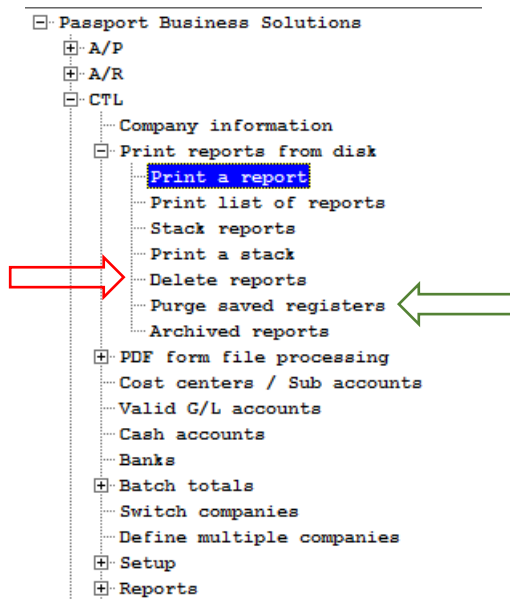 Passport Business Solutions
A/P
A/R
CTL
Company information
Print reports from disk
Print a report
Print list of reports
Stack reports
Print a stack
Delete reports
Purge saved registers
Archived reports
PDF form file processing
Cost centers / Sub accounts
Valid G/L accounts
Cash accounts
Banks
Batch totals
Switch companies
Define multiple companies
Setup
Reports